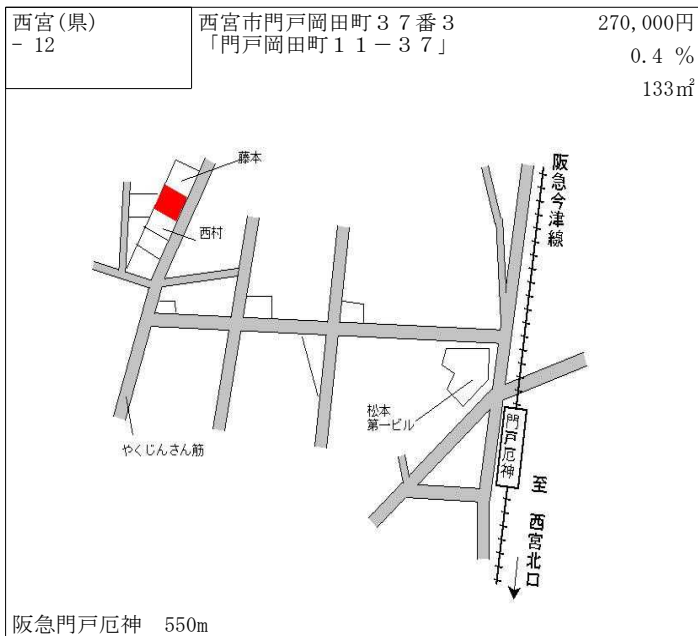 西宮(県)
- 12
西宮市門戸岡田町37番3
「門戸岡田町11-37」
270,000円
0.4 %
133㎡
藤本
西村
阪急今津線
松本
第一ビル
やくじんさん筋
門戸厄神
至 西宮北口
阪急門戸厄神 550m